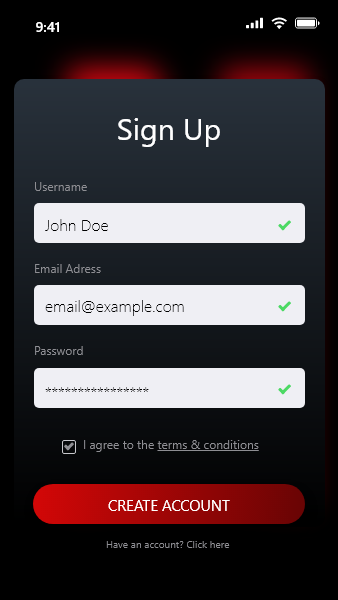 9:41
Sign Up
Username
John Doe
Email Adress
email@example.com
Password
****************
I agree to the terms & conditions
CREATE ACCOUNT
Have an account? Click here